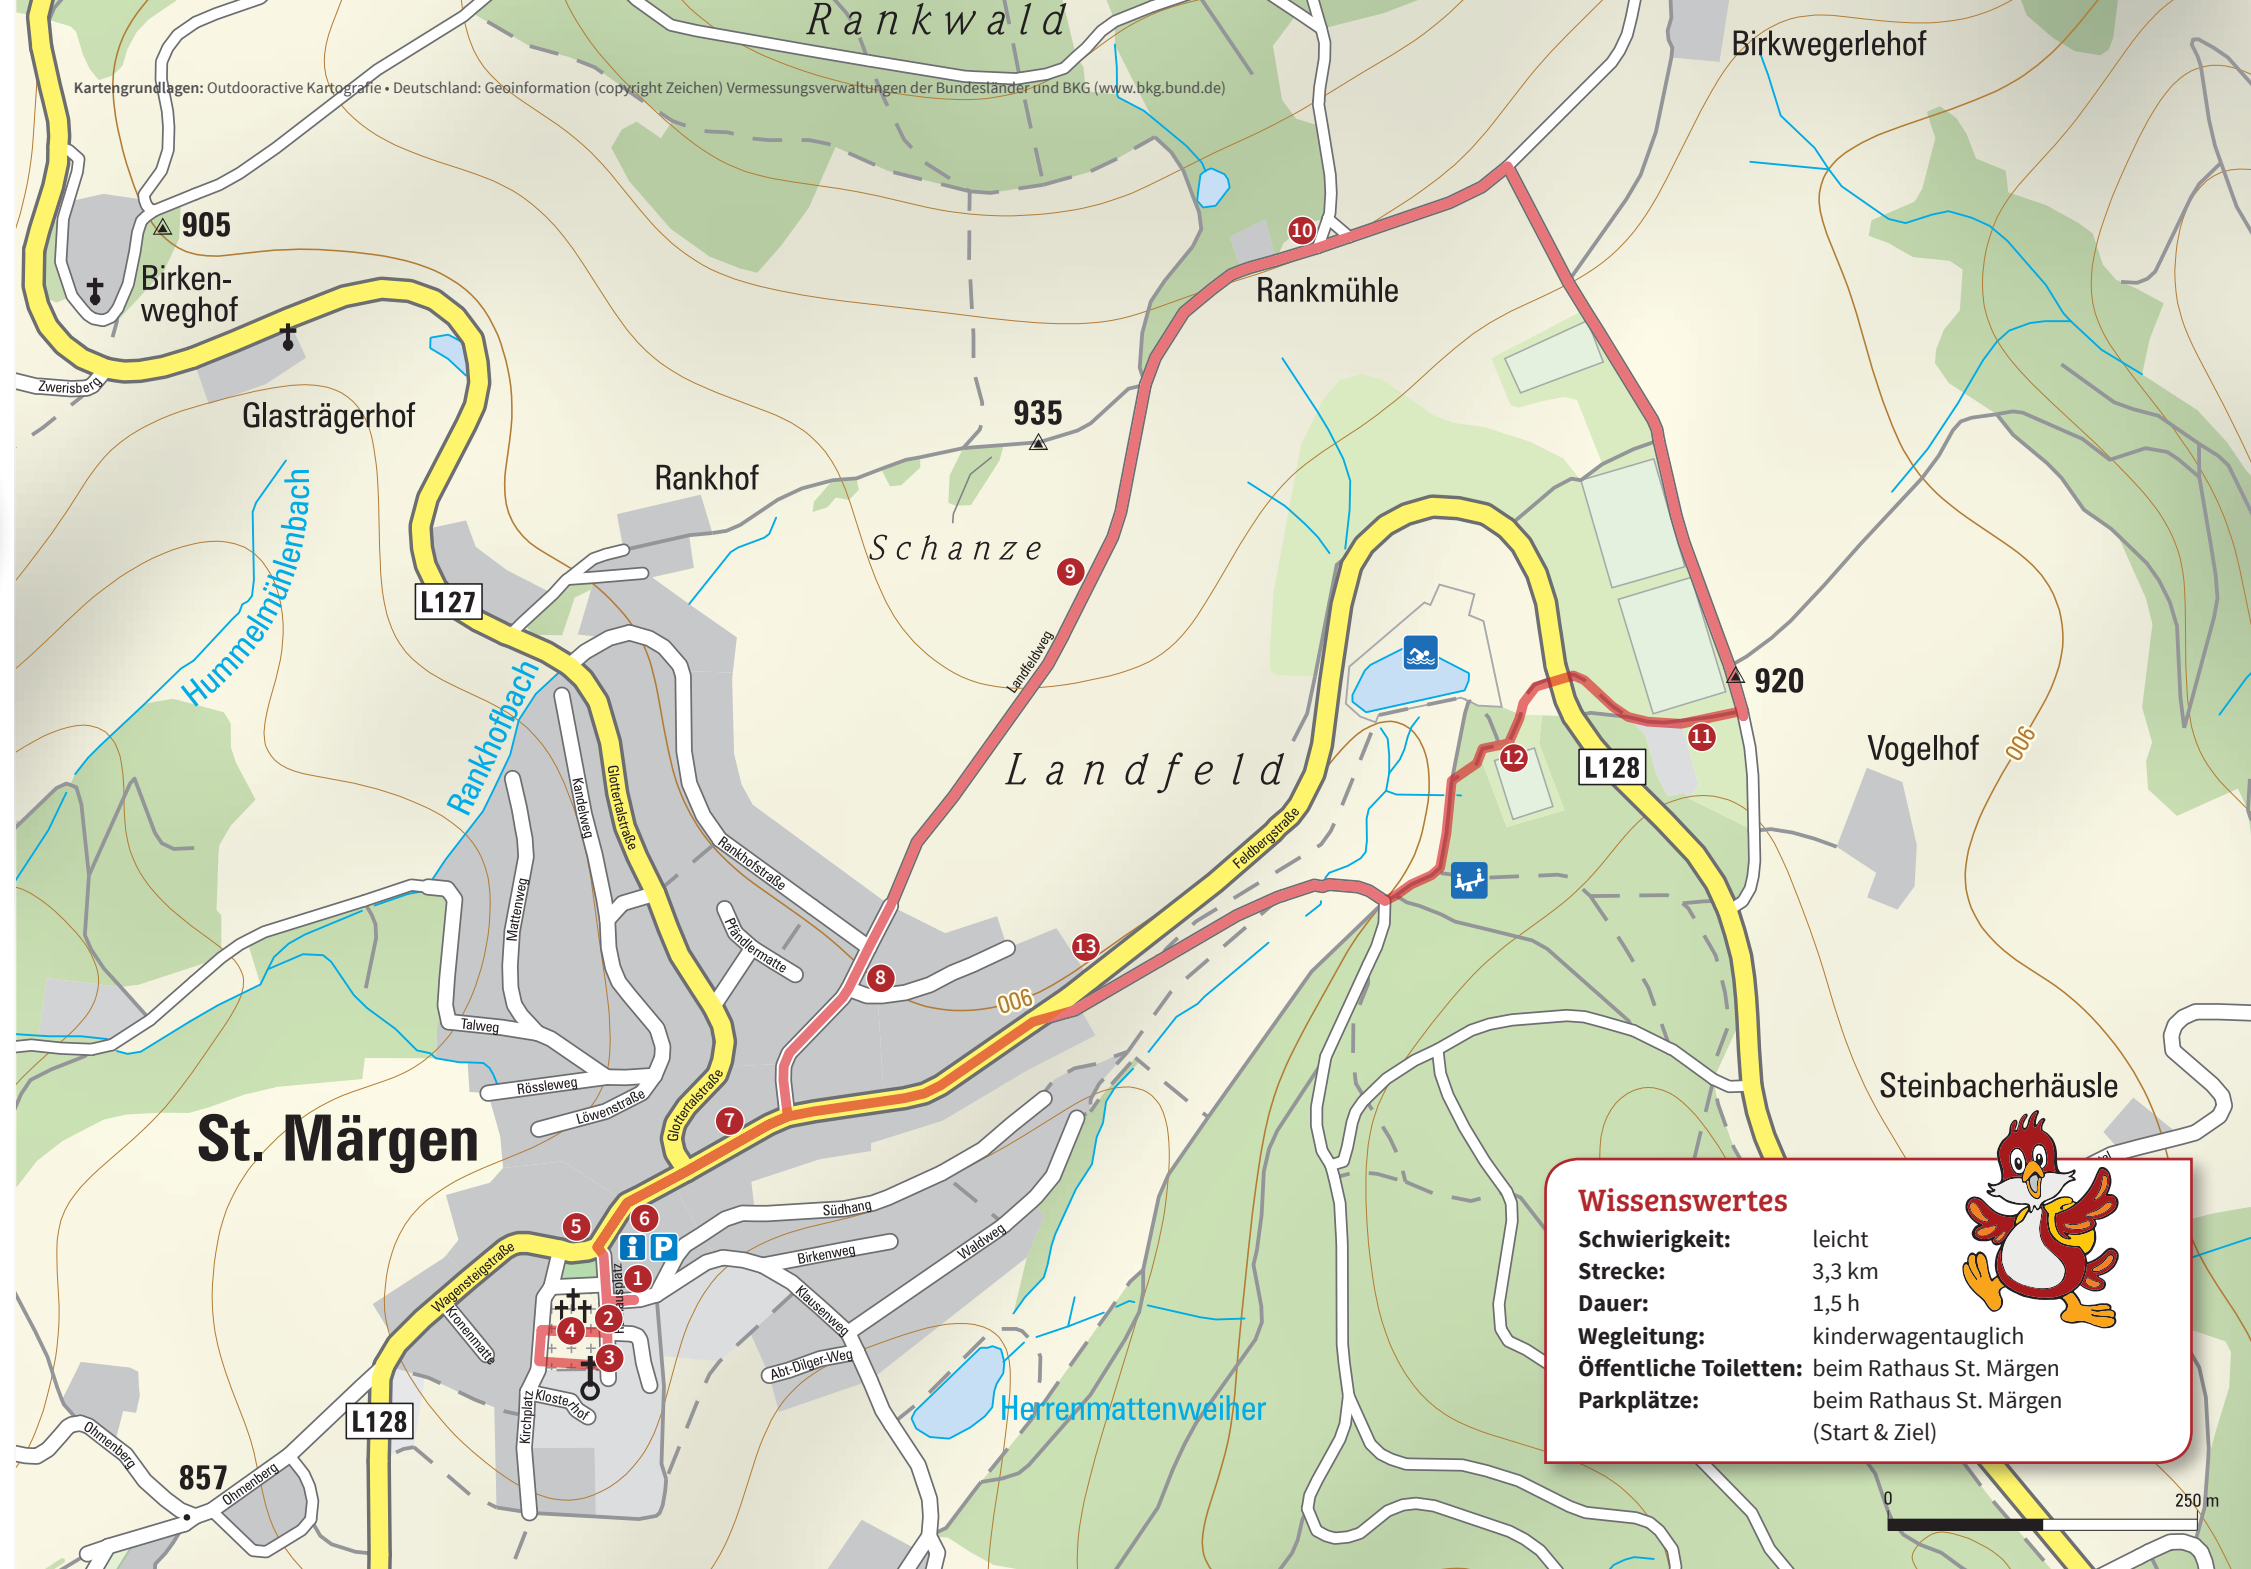 Rankwald
Birkwegerlehof
Kartengrundlagen: Outdooractive Kartografie • Deutschland: Geoinformation (copyright Zeichen) Vermessungsverwaltungen der Bundesländer und BKG (www.bkg.bund.de)
905
10
Birken-
weghof
Rankmühle
Zwerisberg
Glasträgerhof
935
Rankhof
Hummelmühlenbach
Schanze
9
L127
Landfeldweg
Rankhofbach
920
11
Vogelhof
900
12
L128
Landfeld
Glottertalstraße
Kandelweg
Feldbergstraße
Rankhofstraße
Mattenweg
Pfändlermatte
13
8
900
Talweg
Rössleweg
Löwenstraße
Glottertalstraße
7
Steinbacherhäusle
St. Märgen
5
6
Südhang
i P
Birkenweg
Waldweg
Wagensteigstraße
1
Kronenmatte
2
4
3
Klausenweg
Abt-Dilger-Weg
Klosterhof
Kirchplatz
Herrenmattenweiher
L128
Ohmenberg
857
Ohmenberg
Wissenswertes
Schwierigkeit: leicht
Strecke: 3,3 km
Dauer: 1,5 h
Wegleitung: kinderwagentauglich
Öffentliche Toiletten: beim Rathaus St. Märgen
Parkplätze: beim Rathaus St. Märgen
(Start & Ziel)
0 250 m